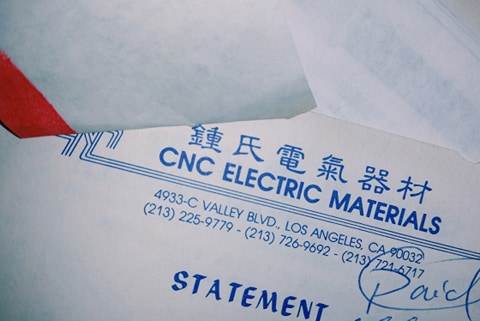 鍾氏電氣器材
CNC ELECTRIC MATERIALS
4933-C VALLEY BLVD., LOS ANGELES, CA 90032
(213) 225-9779 - (213) 726-9692 - (213) 721-6717
STATEMENT
Paid